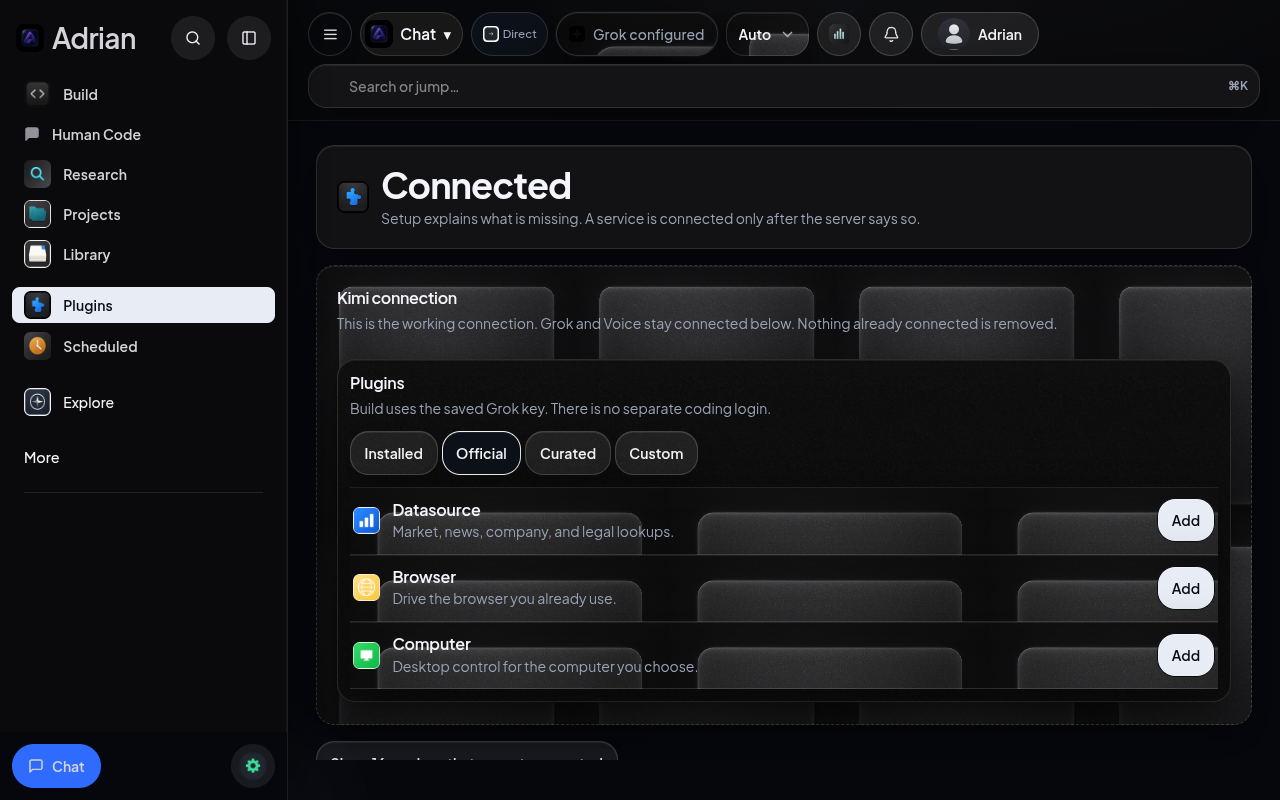 Adrian
Chat ▾
Direct
Grok configured
Auto
Adrian
Search or jump…
⌘K
Build
Human Code
Research
Projects
Library
Plugins
Scheduled
Explore
More
Chat
Connected
Setup explains what is missing. A service is connected only after the server says so.
Kimi connection
This is the working connection. Grok and Voice stay connected below. Nothing already connected is removed.
Plugins
Build uses the saved Grok key. There is no separate coding login.
Installed
Official
Curated
Custom
Datasource
Market, news, company, and legal lookups.
Add
Browser
Drive the browser you already use.
Add
Computer
Desktop control for the computer you choose.
Add